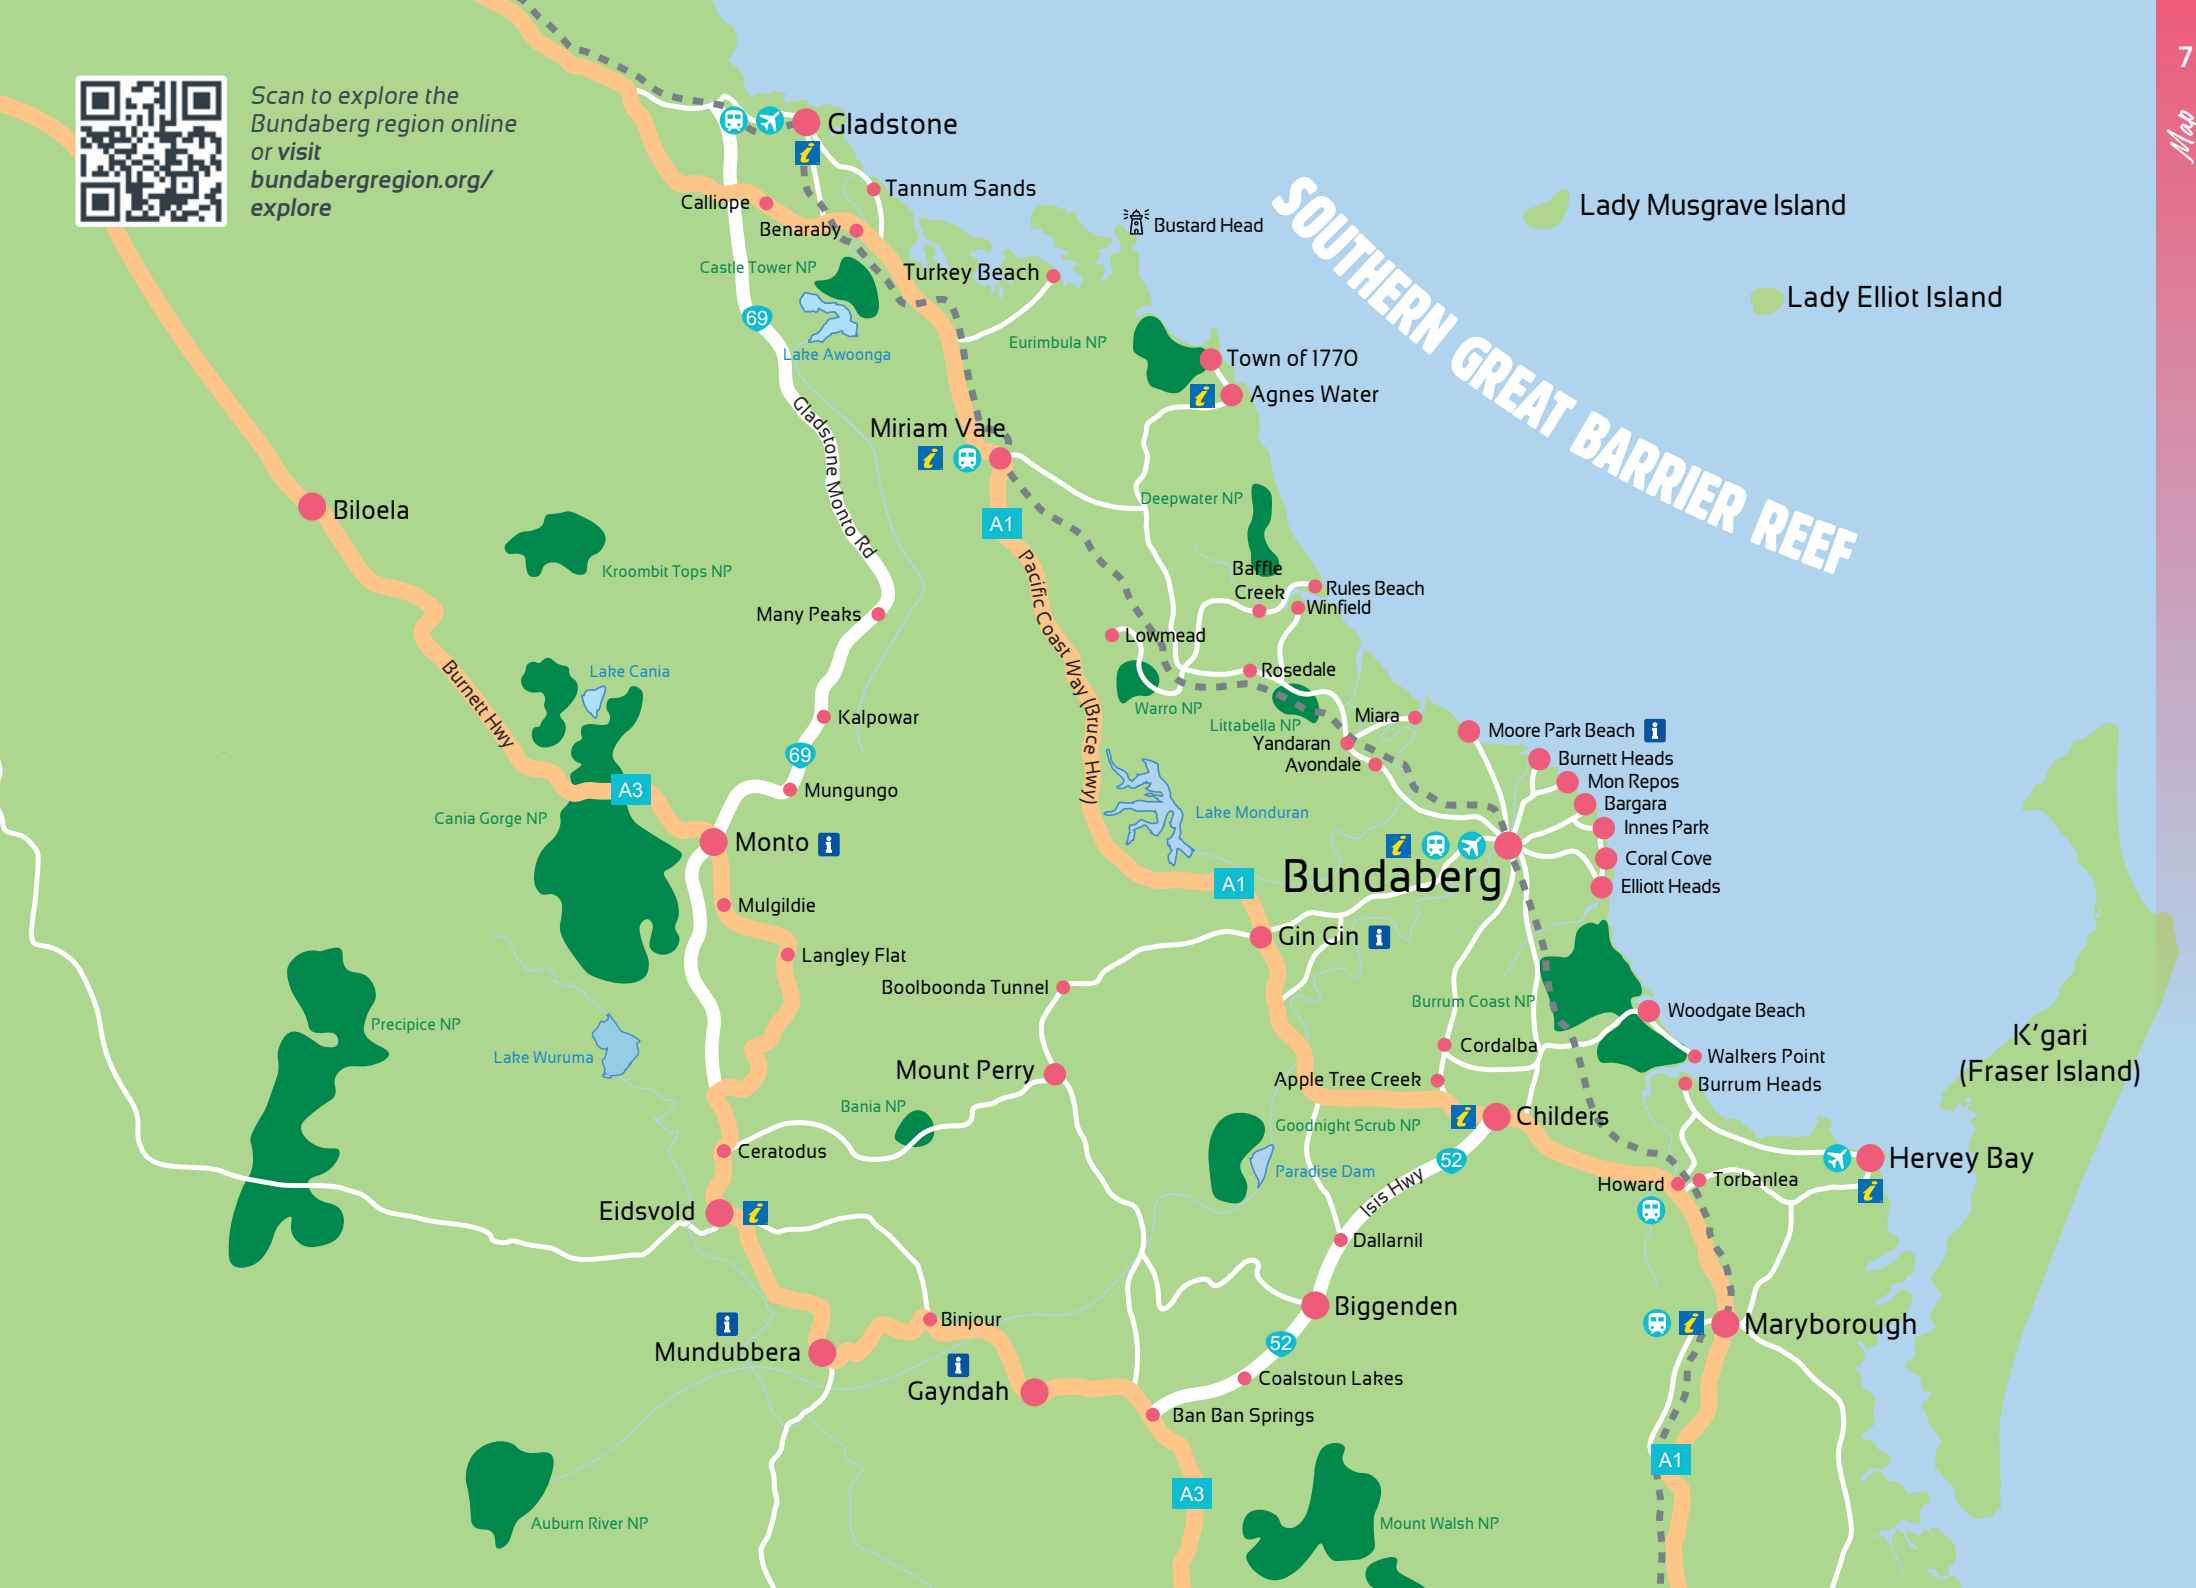 7
Map
Scan to explore the
Bundaberg region online
or visit
bundabergregion.org/
explore
Gladstone
Tannum Sands
Calliope
Benaraby
Bustard Head
Lady Musgrave Island
Castle Tower NP
Turkey Beach
Lady Elliot Island
69
Eurimbula NP
Lake Awoonga
Town of 1770
Agnes Water
SOUTHERN GREAT BARRIER REEF
Gladstone Monto Rd
Miriam Vale
Deepwater NP
Biloela
A1
Kroombit Tops NP
Baffle
Creek
Rules Beach
Winfield
Pacific Coast Way (Bruce Hwy)
Many Peaks
Lowmead
Lake Cania
Rosedale
Burnett Hwy
Warro NP
Littabella NP
Miara
Kalpowar
Moore Park Beach
Yandaran
Avondale
Burnett Heads
69
Mon Repos
A3
Mungungo
Bargara
Cania Gorge NP
Lake Monduran
Innes Park
Monto
Coral Cove
Bundaberg
A1
Elliott Heads
Mulgildie
Gin Gin
Langley Flat
Boolboonda Tunnel
Burrum Coast NP
Woodgate Beach
Precipice NP
K'gari
(Fraser Island)
Lake Wuruma
Cordalba
Walkers Point
Mount Perry
Apple Tree Creek
Burrum Heads
Bania NP
Goodnight Scrub NP
Childers
Ceratodus
52
Hervey Bay
Paradise Dam
Isis Hwy
Howard
Torbanlea
Eidsvold
Dallarnil
Biggenden
Binjour
Maryborough
52
Mundubbera
Gayndah
Coalstoun Lakes
Ban Ban Springs
A1
A3
Auburn River NP
Mount Walsh NP